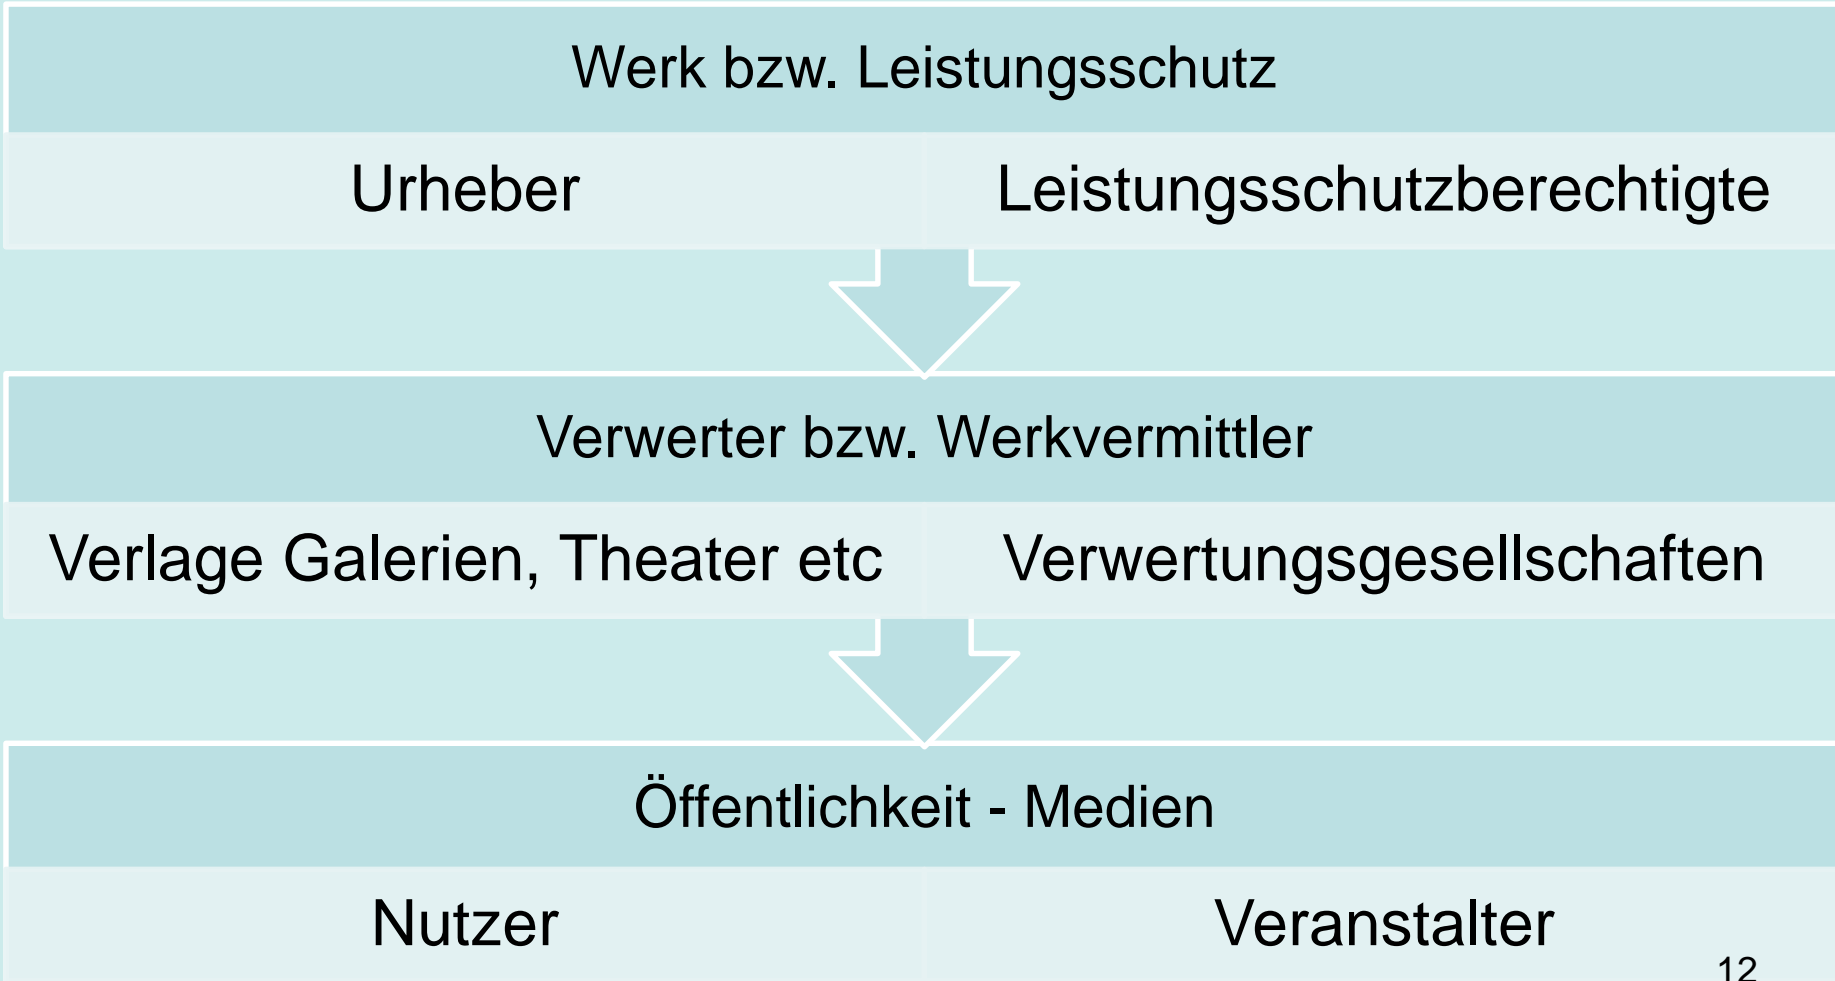 Werk bzw. Leistungsschutz
Urheber
Leistungsschutzberechtigte
Verwerter bzw. Werkvermittler
Verlage Galerien, Theater etc
Verwertungsgesellschaften
Öffentlichkeit - Medien
Nutzer
Veranstalter
12